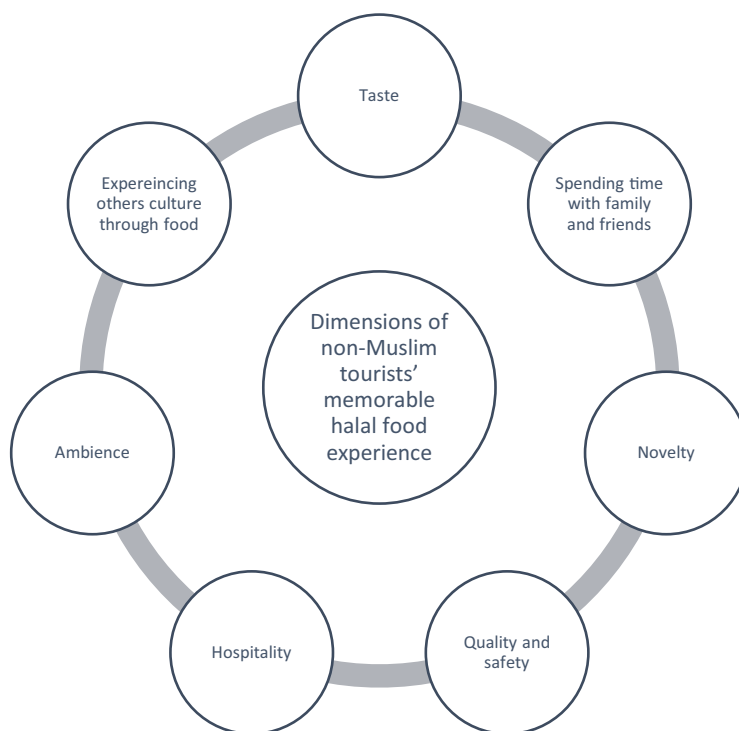 Taste
Spending time
with family
and friends
Novelty
Quality and
safety
Hospitality
Ambience
Expereincing
others culture
through food
Dimensions of
non-Muslim
tourists’
memorable
halal food
experience